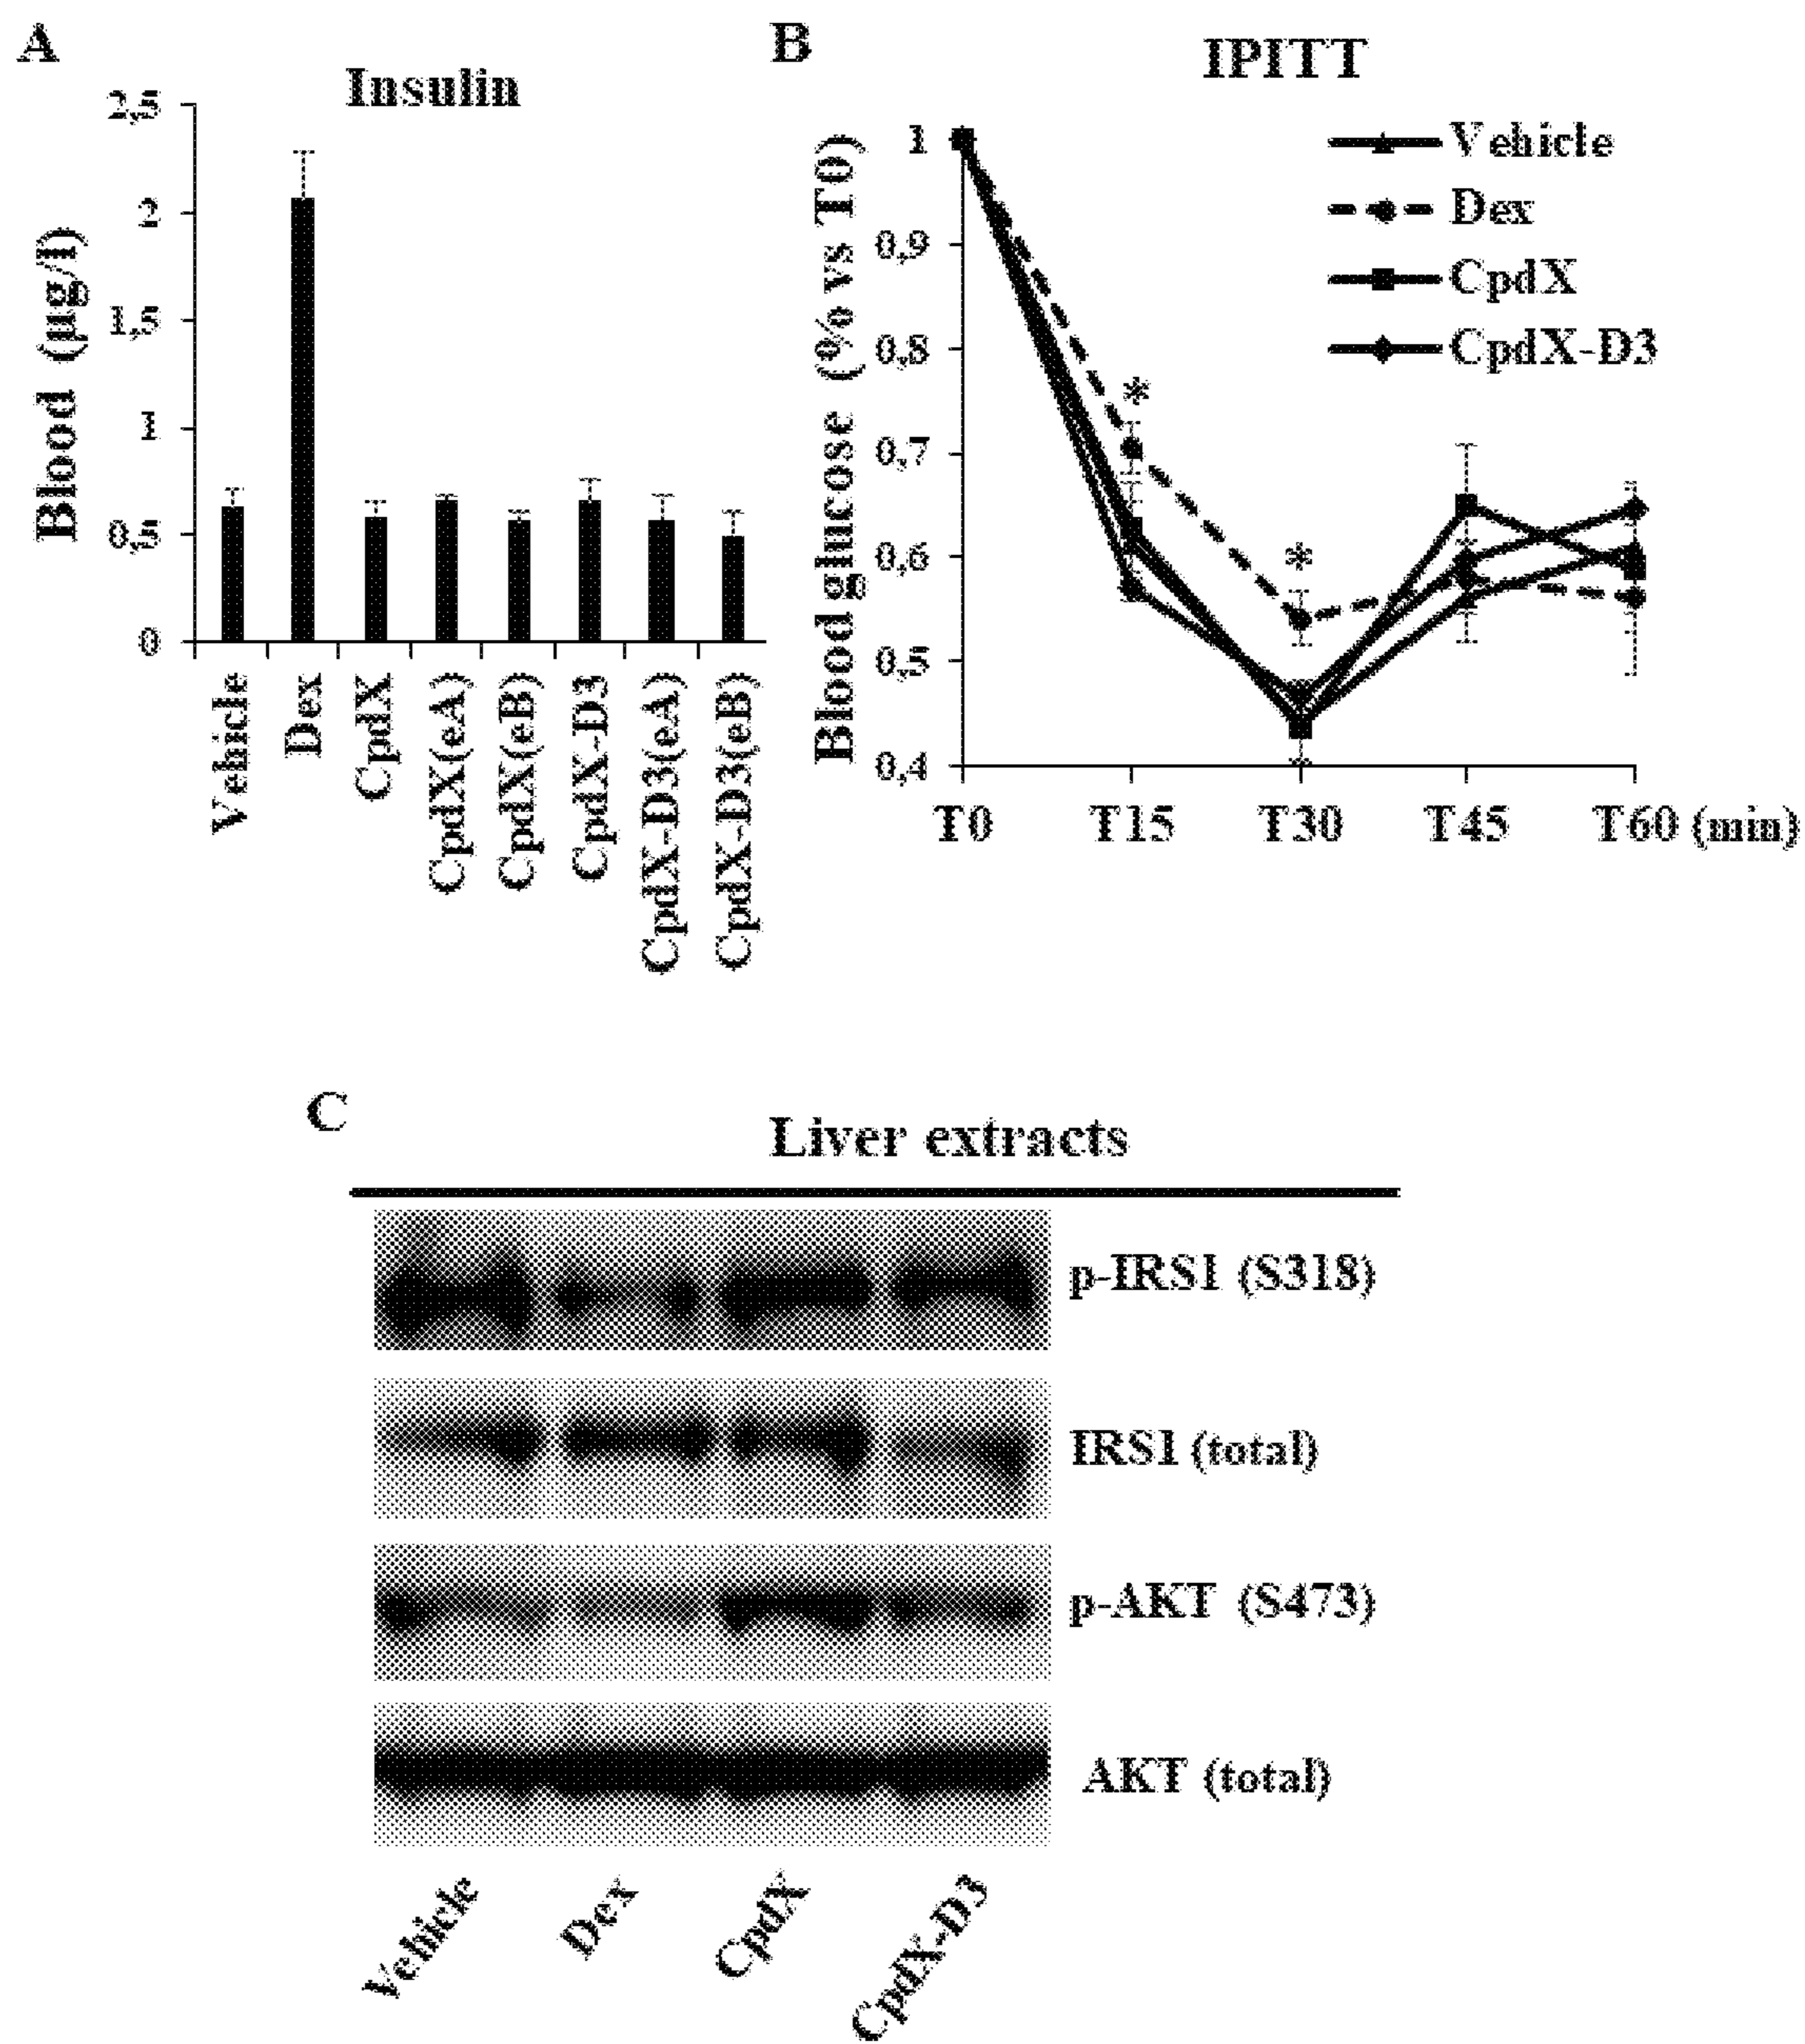 A
Insulin
Blood (µg/l)
2,5
2
1,5
1
0,5
0
Vehicle
Dex
CpdX
CpdX(eA)
CpdX(eB)
CpdX-D3
CpdX-D3(eA)
CpdX-D3(eB)
B
IPITT
Blood glucose (% vs T0)
1
0,9
0,8
0,7
0,6
0,5
0,4
Vehicle
Dex
CpdX
CpdX-D3
*
*
T0 T15 T30 T45 T60 (min)
C
Liver extracts
p-IRS1 (S318)
IRS1 (total)
p-AKT (S473)
AKT (total)
Vehicle
Dex
CpdX
CpdX-D3